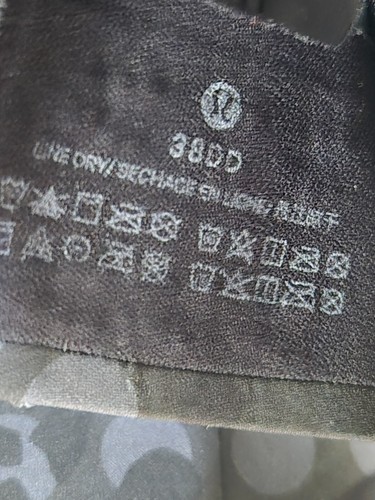 38DD
LINE DRY/SECHAGE EN LIGNE/